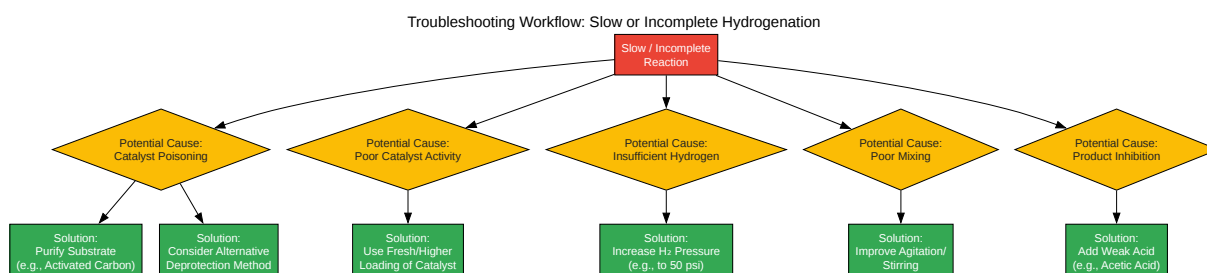 Troubleshooting Workflow: Slow or Incomplete Hydrogenation
Slow / Incomplete
Reaction
Potential Cause:
Catalyst Poisoning
Potential Cause:
Poor Catalyst Activity
Potential Cause:
Insufficient Hydrogen
Potential Cause:
Poor Mixing
Potential Cause:
Product Inhibition
Solution:
Purify Substrate
(e.g., Activated Carbon)
Solution:
Consider Alternative
Deprotection Method
Solution:
Use Fresh/Higher
Loading of Catalyst
Solution:
Increase H₂ Pressure
(e.g., to 50 psi)
Solution:
Improve Agitation/
Stirring
Solution:
Add Weak Acid
(e.g., Acetic Acid)